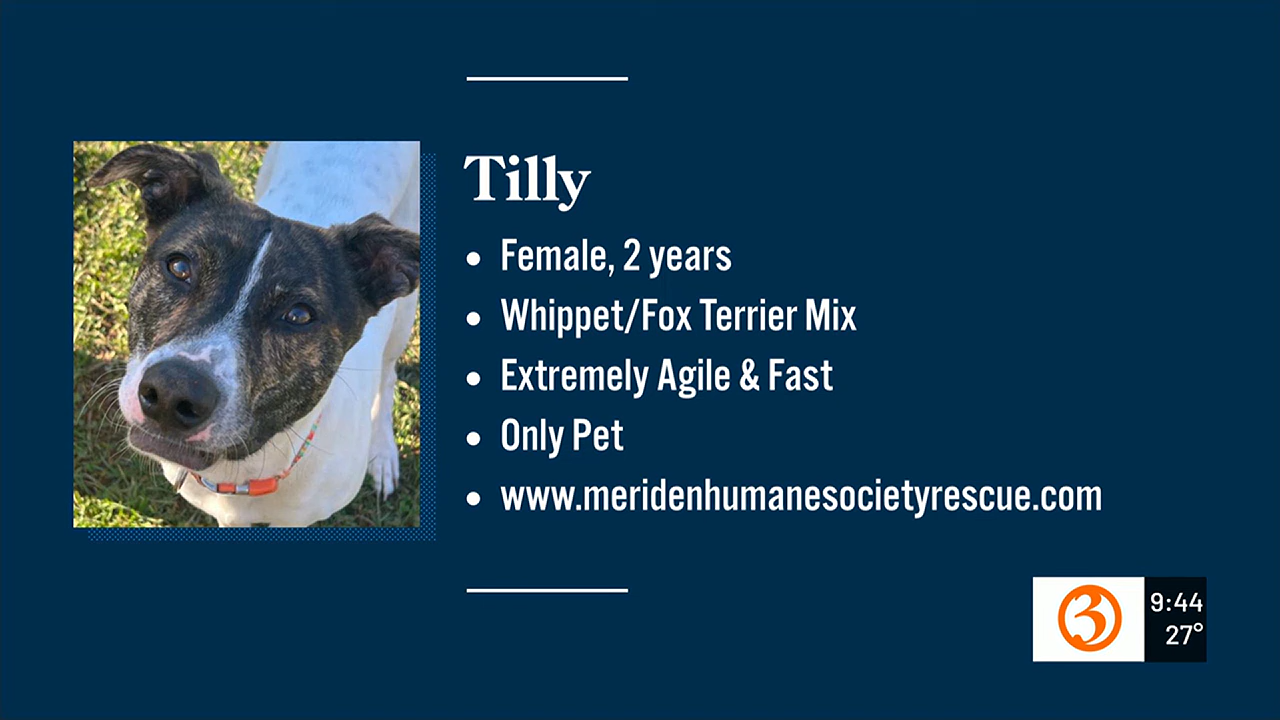 Tilly
• Female, 2 years
• Whippet/Fox Terrier Mix
• Extremely Agile & Fast
• Only Pet
• www.meridenhumanesocietyrescue.com
3
9:44
27°